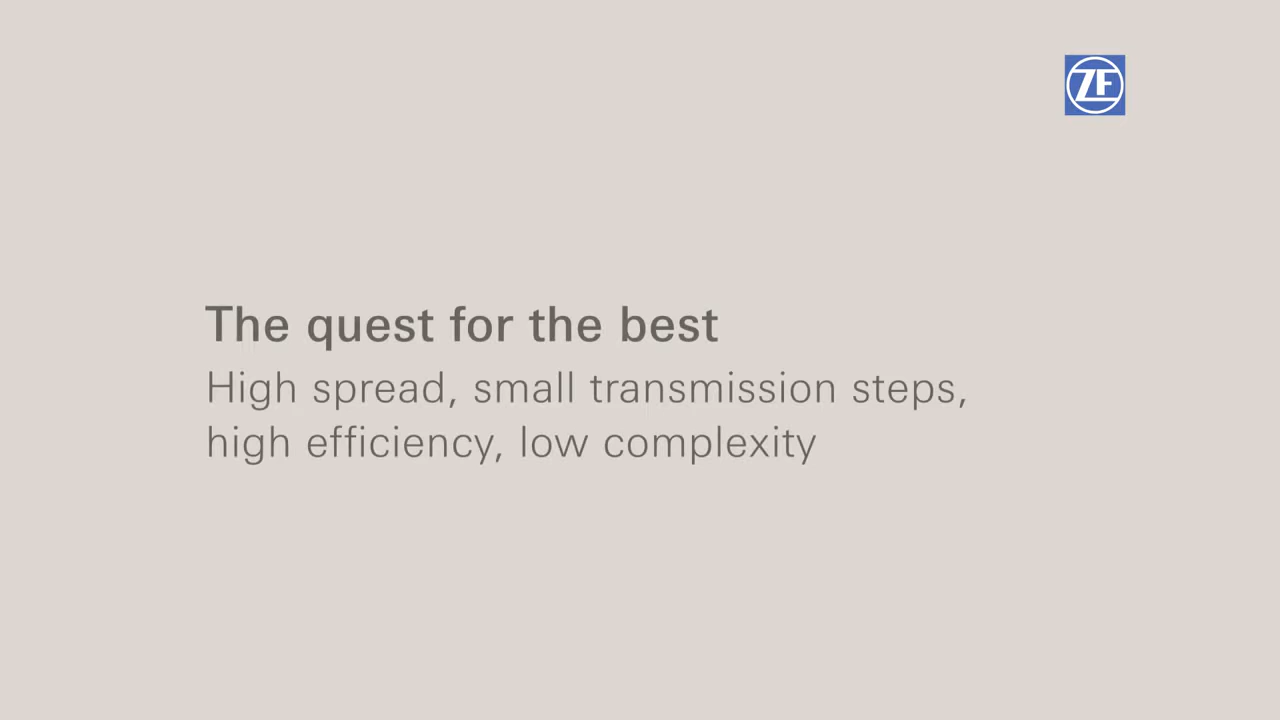 ZF
The quest for the best
High spread, small transmission steps,
high efficiency, low complexity